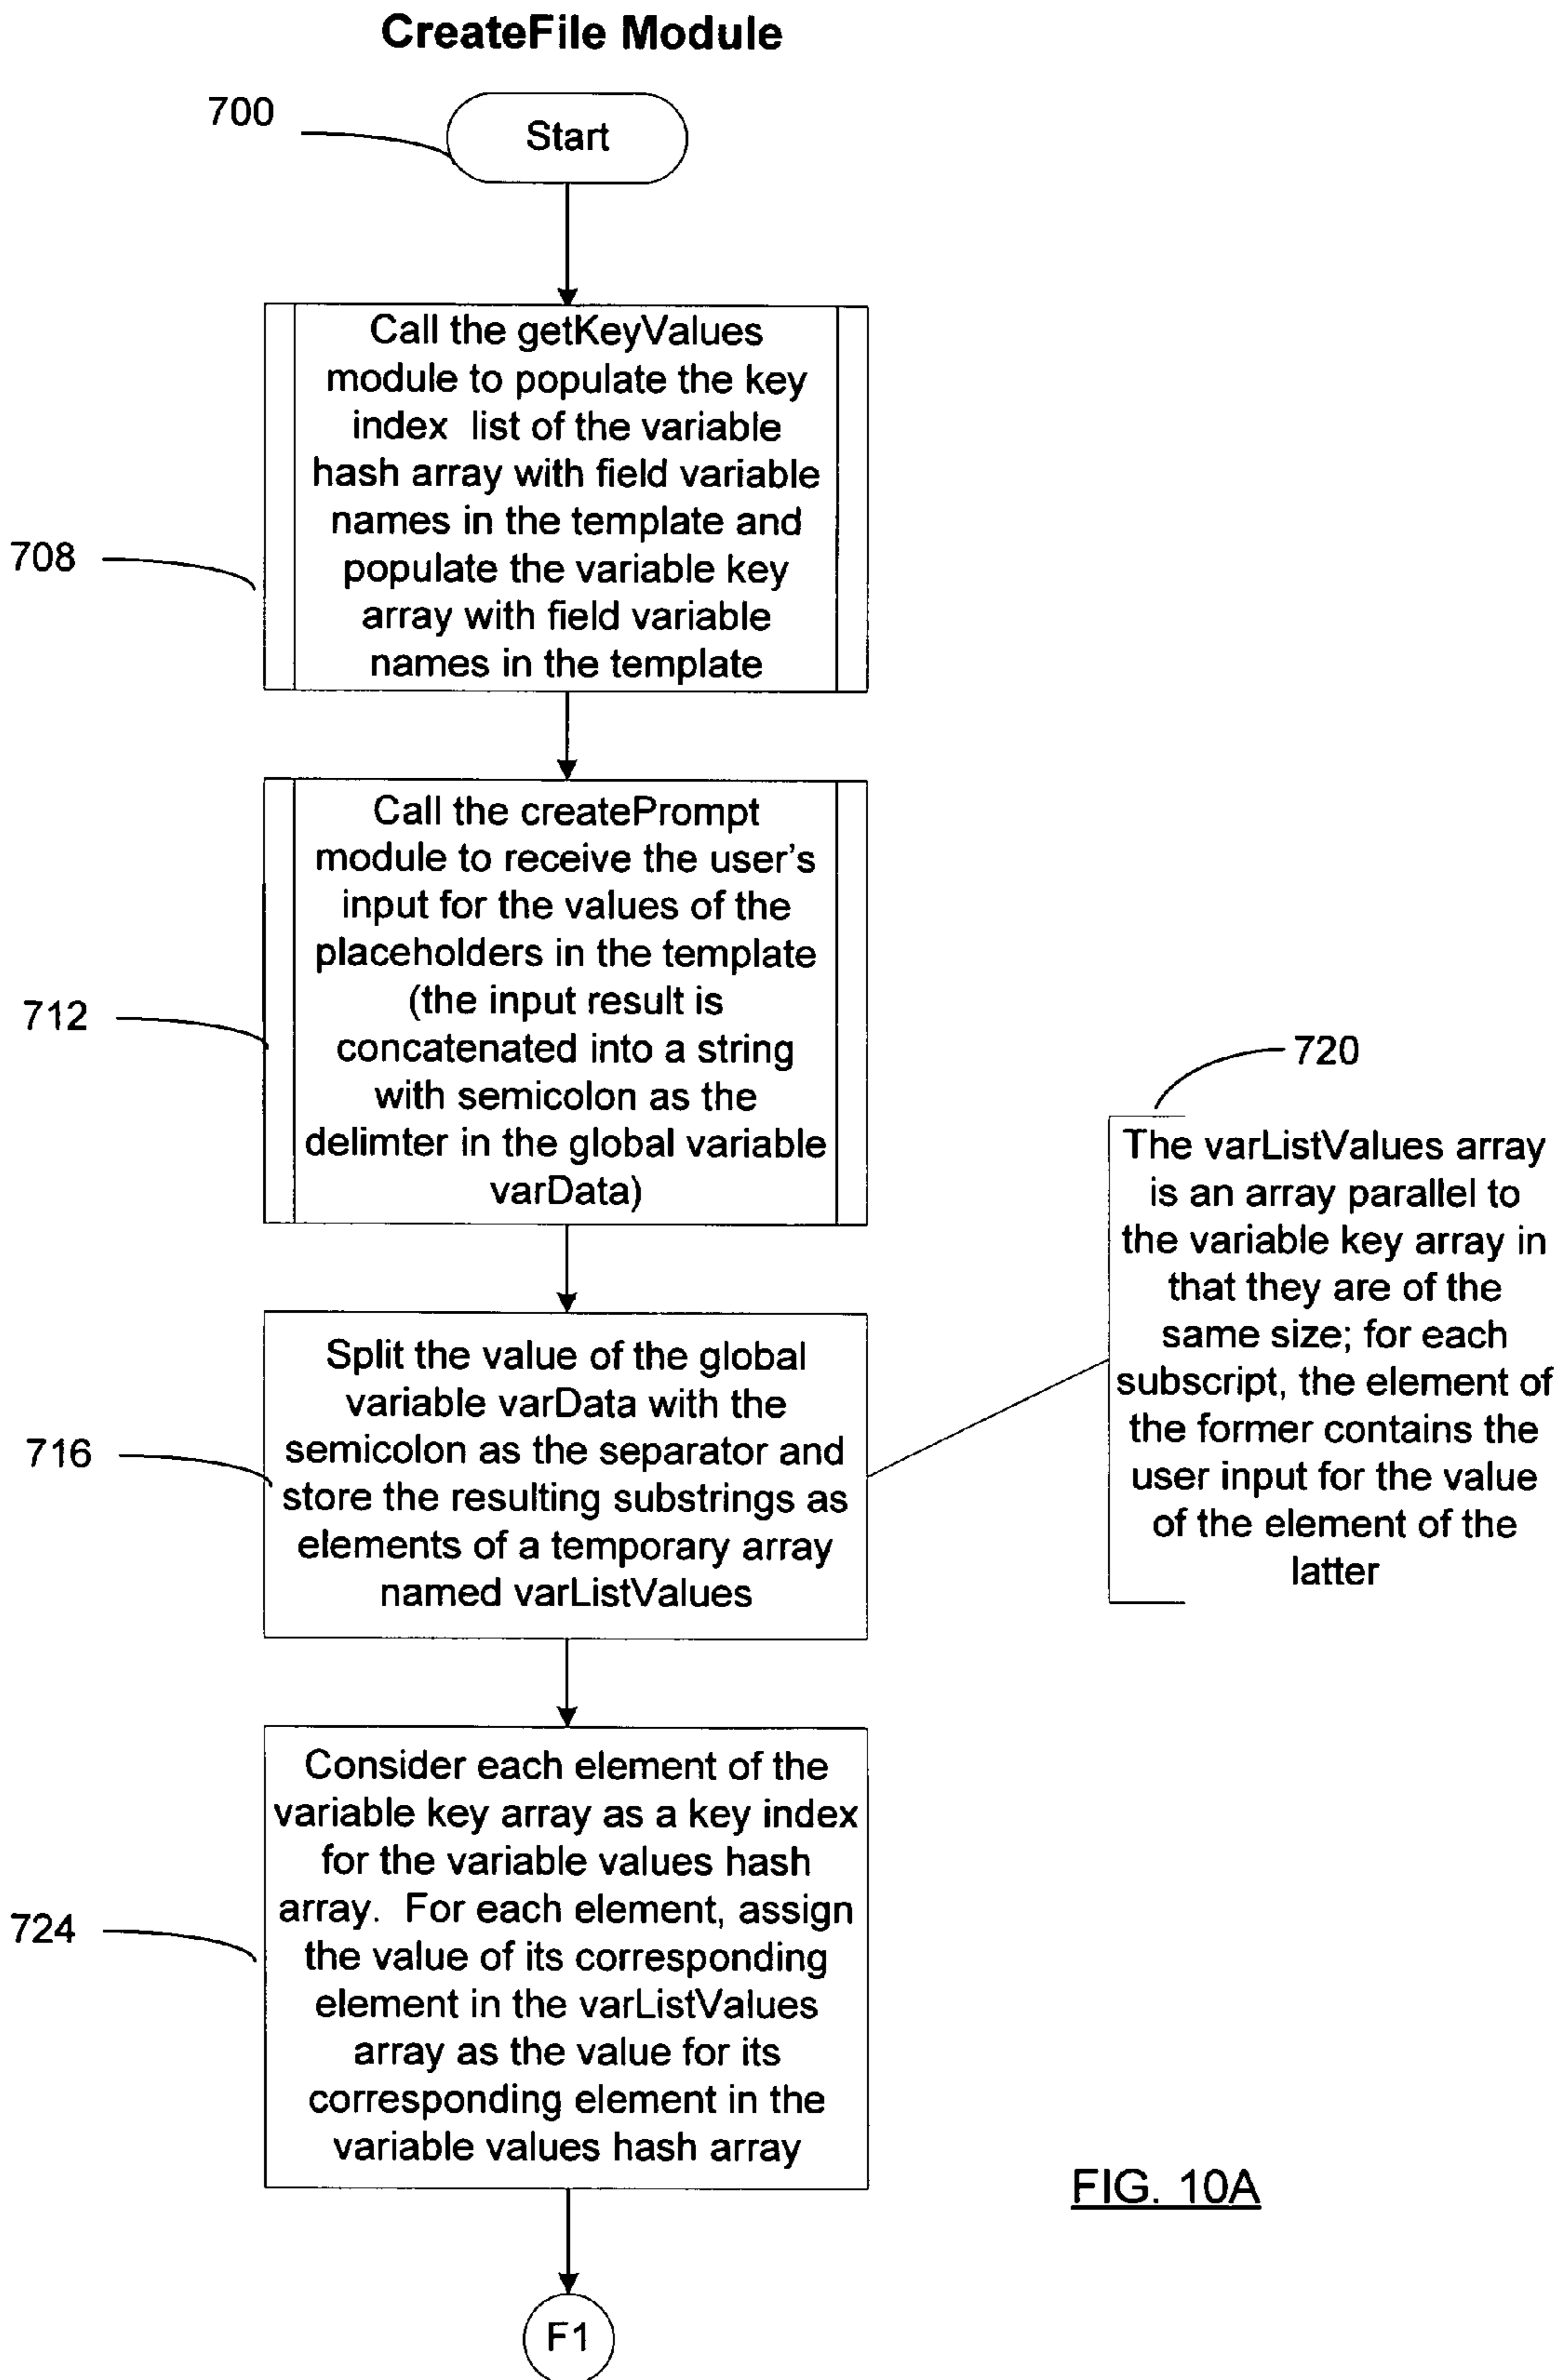 CreateFile Module
700
Start
Call the getKeyValues
module to populate the key
index list of the variable
hash array with field variable
names in the template and
populate the variable key
array with field variable
names in the template
708
Call the createPrompt
module to receive the user's
input for the values of the
placeholders in the template
(the input result is
concatenated into a string
with semicolon as the
delimter in the global variable
varData)
712
720
The varListValues array
is an array parallel to
the variable key array in
that they are of the
same size; for each
subscript, the element of
the former contains the
user input for the value
of the element of the
latter
Split the value of the global
variable varData with the
semicolon as the separator and
store the resulting substrings as
elements of a temporary array
named varListValues
716
Consider each element of the
variable key array as a key index
for the variable values hash
array. For each element, assign
the value of its corresponding
element in the varListValues
array as the value for its
corresponding element in the
variable values hash array
724
FIG. 10A
F1